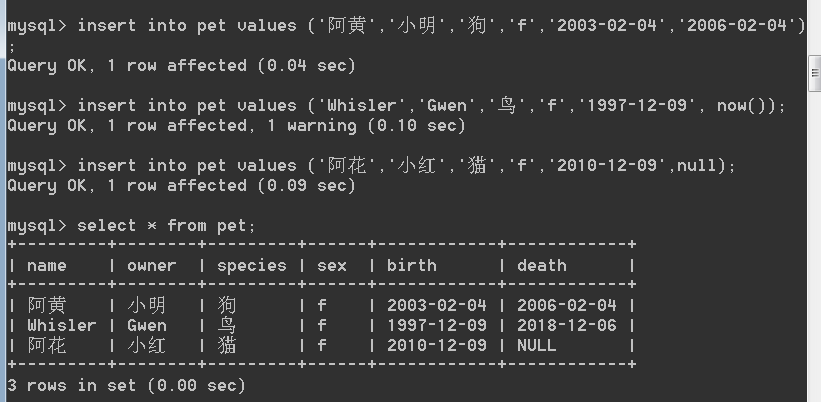 mysql> insert into pet values ('阿黄','小明','狗','f','2003-02-04','2006-02-04')
;
Query OK, 1 row affected (0.04 sec)
mysql> insert into pet values ('Whisler','Gwen','鸟','f','1997-12-09', now());
Query OK, 1 row affected, 1 warning (0.10 sec)
mysql> insert into pet values ('阿花','小红','猫','f','2010-12-09',null);
Query OK, 1 row affected (0.09 sec)
mysql> select * from pet;
+---------+--------+---------+------+------------+------------+
| name    | owner  | species | sex  | birth      | death      |
+---------+--------+---------+------+------------+------------+
| 阿黄    | 小明   | 狗      | f    | 2003-02-04 | 2006-02-04 |
| Whisler | Gwen   | 鸟      | f    | 1997-12-09 | 2018-12-06 |
| 阿花    | 小红   | 猫      | f    | 2010-12-09 | NULL       |
+---------+--------+---------+------+------------+------------+
3 rows in set (0.00 sec)